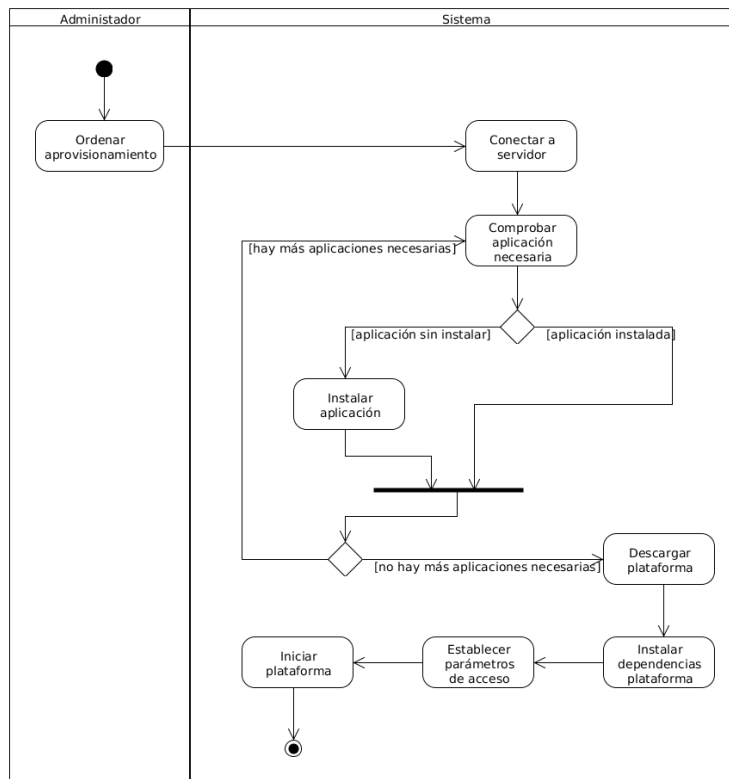 Administador
Sistema
Ordenar
aprovisionamiento
Conectar a
servidor
Comprobar
aplicación
necesaria
[hay más aplicaciones necesarias]
[aplicación sin instalar]
[aplicación instalada]
Instalar
aplicación
[no hay más aplicaciones necesarias]
Descargar
plataforma
Iniciar
plataforma
Establecer
parámetros
de acceso
Instalar
dependencias
plataforma